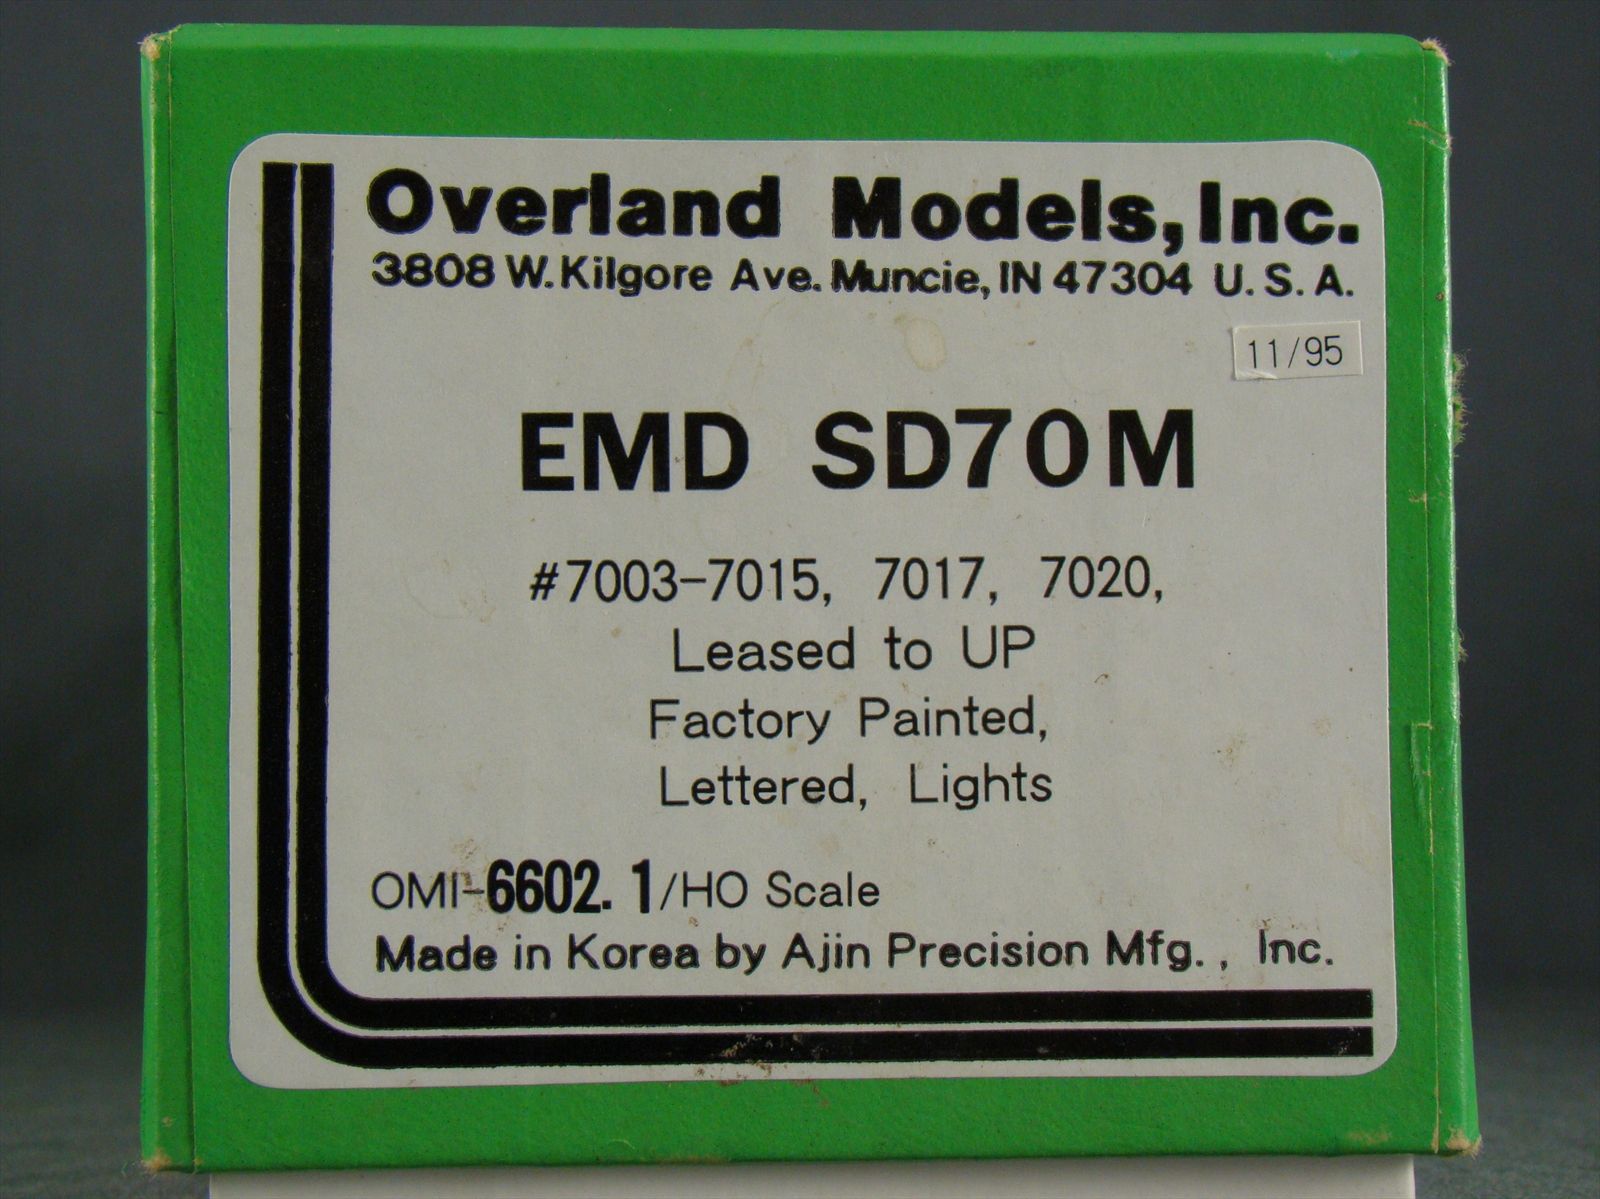 Overland Models, Inc.
3808 W. Kilgore Ave. Muncie, IN 47304 U. S. A.
11/95
EMD SD70M
#7003-7015, 7017, 7020,
Leased to UP
Factory Painted,
Lettered, Lights
OMI-6602. 1/HO Scale
Made in Korea by Ajin Precision Mfg. , Inc.